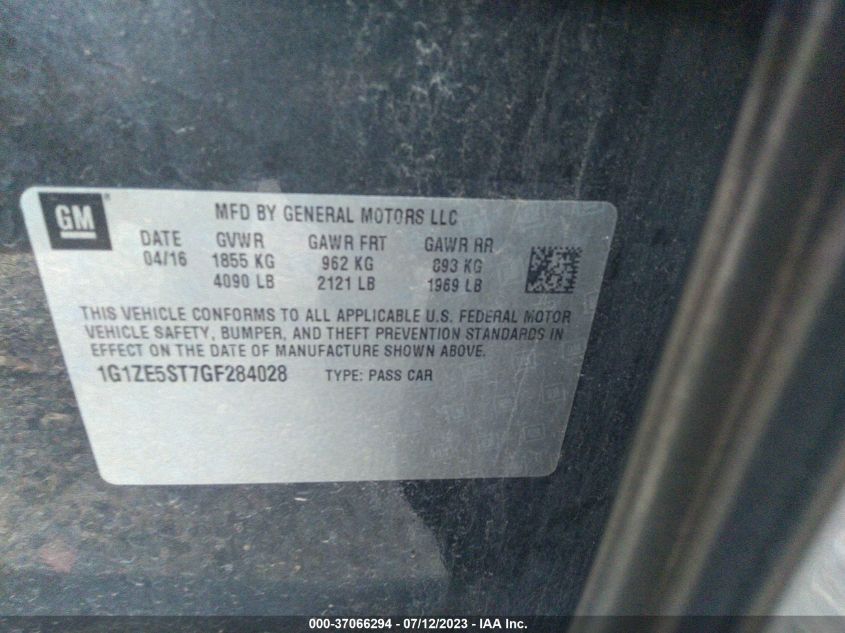 GM ®
MFD BY GENERAL MOTORS LLC
DATE GVWR GAWR FRT GAWR RR
04/16 1855 KG 962 KG 893 KG
4090 LB 2121 LB 1969 LB
THIS VEHICLE CONFORMS TO ALL APPLICABLE U.S. FEDERAL MOTOR
VEHICLE SAFETY, BUMPER, AND THEFT PREVENTION STANDARDS IN
EFFECT ON THE DATE OF MANUFACTURE SHOWN ABOVE.
1G1ZE5ST7GF284028 TYPE: PASS CAR
000-37066294 - 07/12/2023 - IAA Inc.